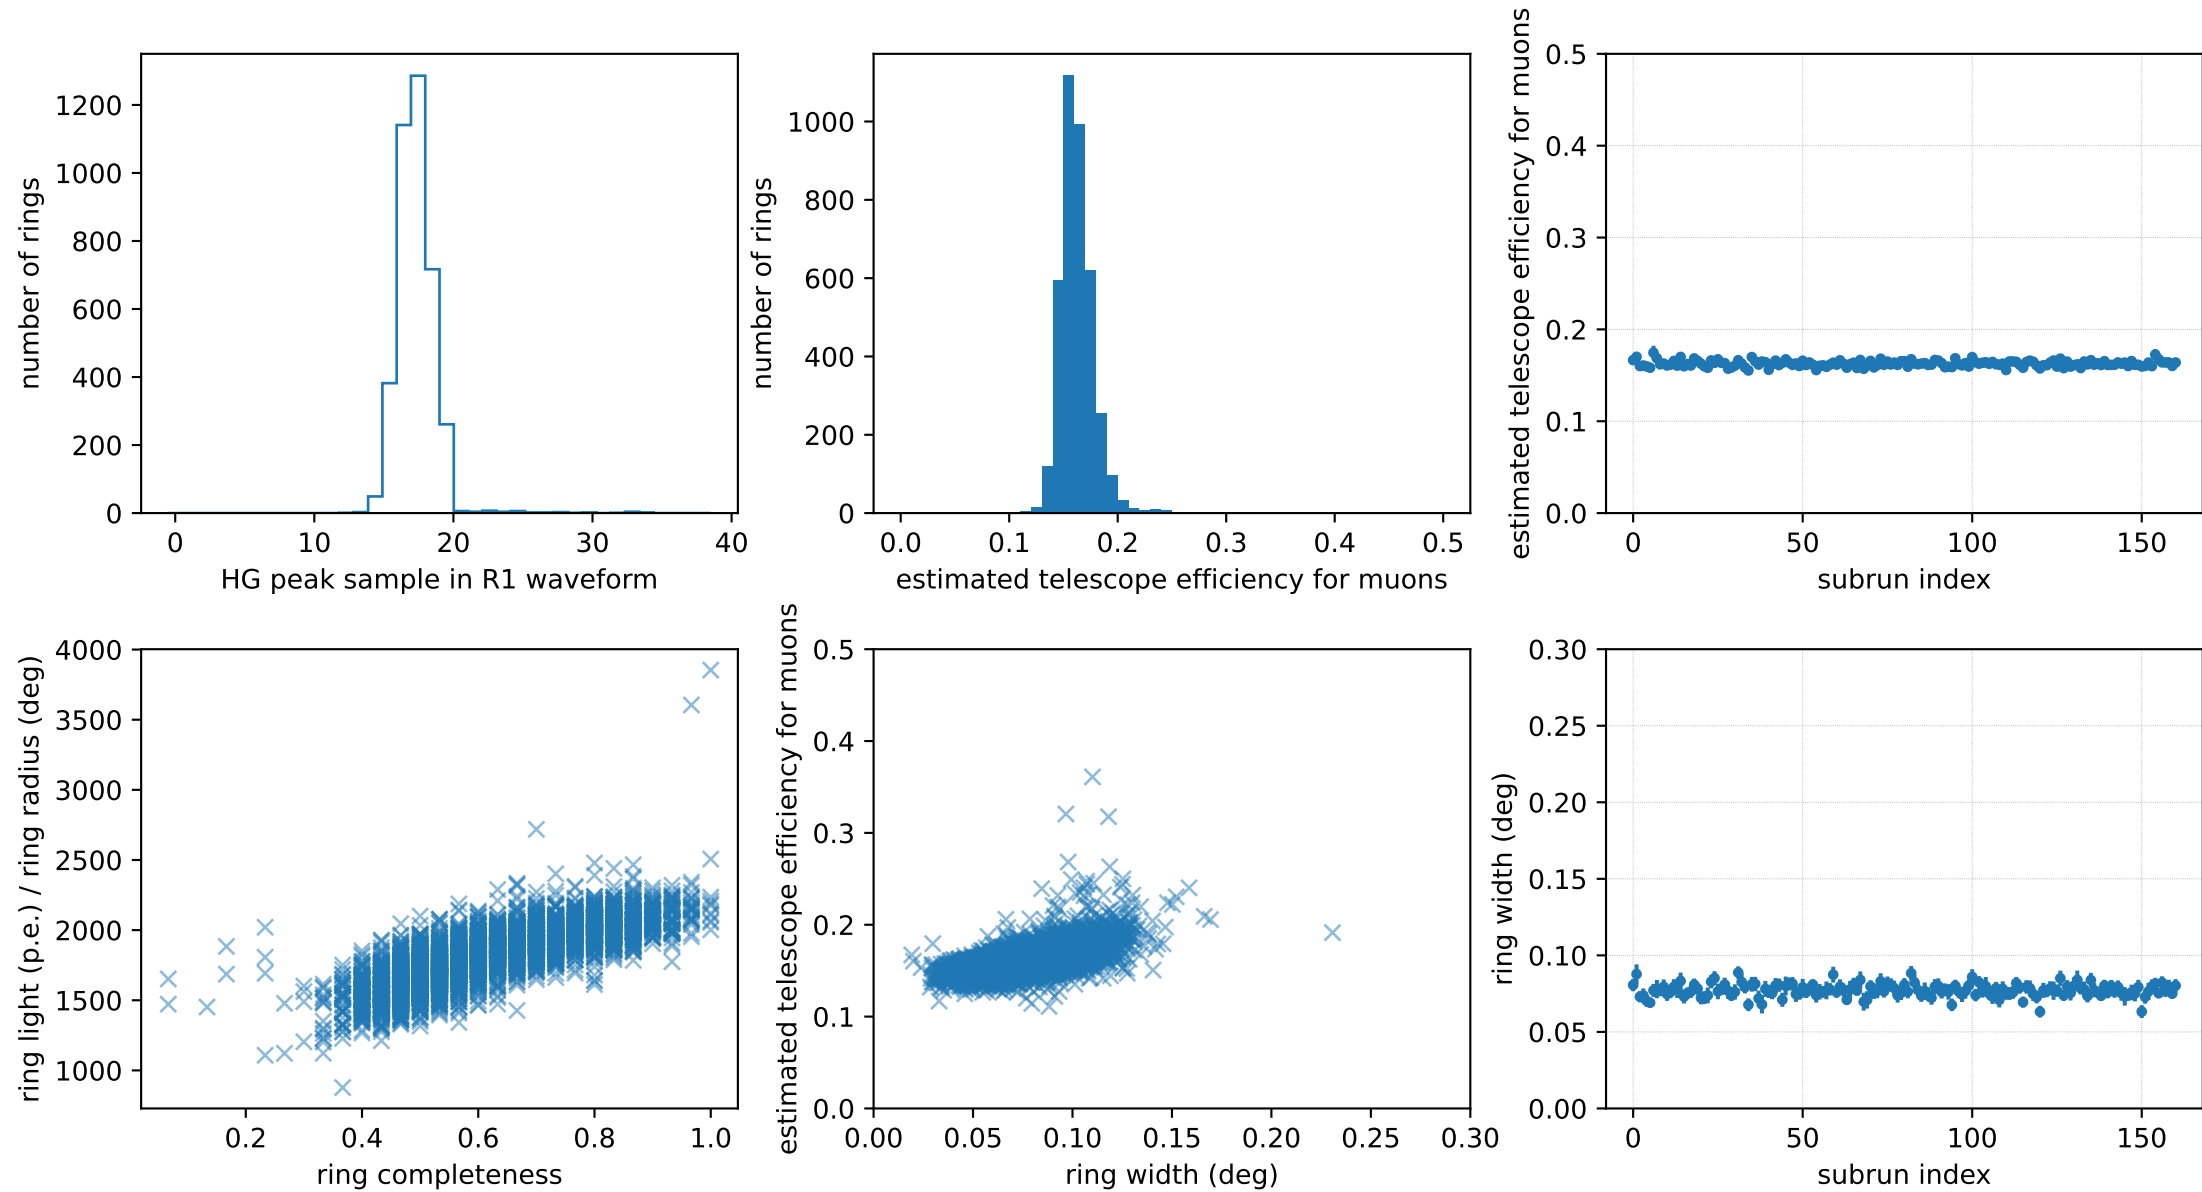 number of rings
1200
1000
800
600
400
200
0
0 10 20 30 40
HG peak sample in R1 waveform
number of rings
1000
800
600
400
200
0
0.0 0.1 0.2 0.3 0.4 0.5
estimated telescope efficiency for muons
estimated telescope efficiency for muons
0.5
0.4
0.3
0.2
0.1
0.0
0 50 100 150
subrun index
ring light (p.e.) / ring radius (deg)
4000
3500
3000
2500
2000
1500
1000
0.2 0.4 0.6 0.8 1.0
ring completeness
estimated telescope efficiency for muons
0.5
0.4
0.3
0.2
0.1
0.0
0.00 0.05 0.10 0.15 0.20 0.25 0.30
ring width (deg)
ring width (deg)
0.30
0.25
0.20
0.15
0.10
0.05
0.00
0 50 100 150
subrun index